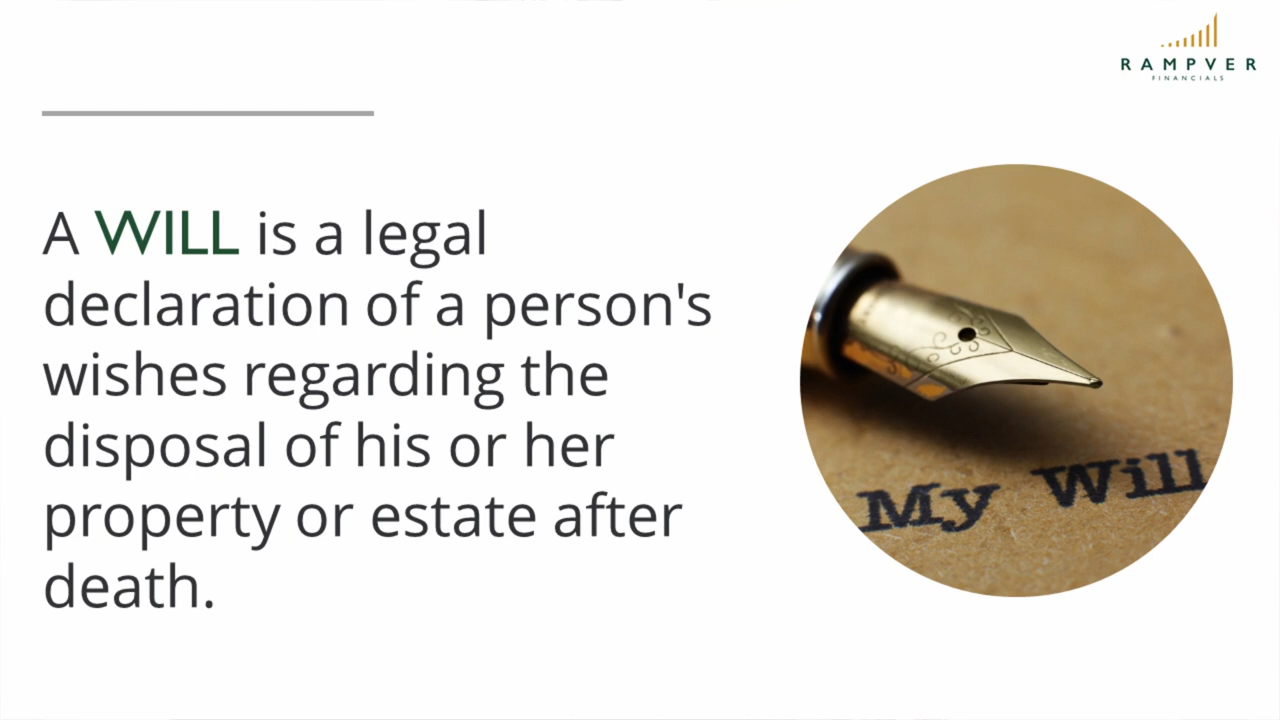 RAMPVER
FINANCIALS
A WILL is a legal
declaration of a person's
wishes regarding the
disposal of his or her
property or estate after
death.
My Will